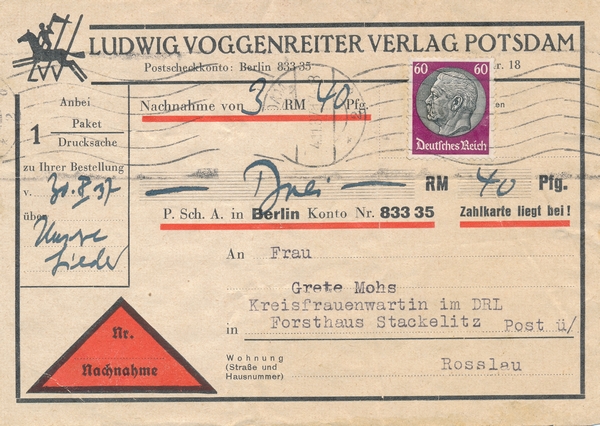 LUDWIG VOGGENREITER VERLAG POTSDAM
Postscheckkonto: Berlin 833 35
r. 18
Anbei
1 Paket
Drucksache
zu Ihrer Bestellung
v. 30.X.37
über
Unsere
Lieder
Nachnahme von 3 RM 40 Pfg.
60 60
Deutsches Reich
— Drei — RM 40 Pfg.
P. Sch. A. in Berlin Konto Nr. 833 35
Zahlkarte liegt bei!
An Frau
Grete Mohs
Kreisfrauenwartin im DRL
in Forsthaus Stackelitz Post ü/
Wohnung
(Straße und
Hausnummer)
Rosslau
Nr.
Nachnahme